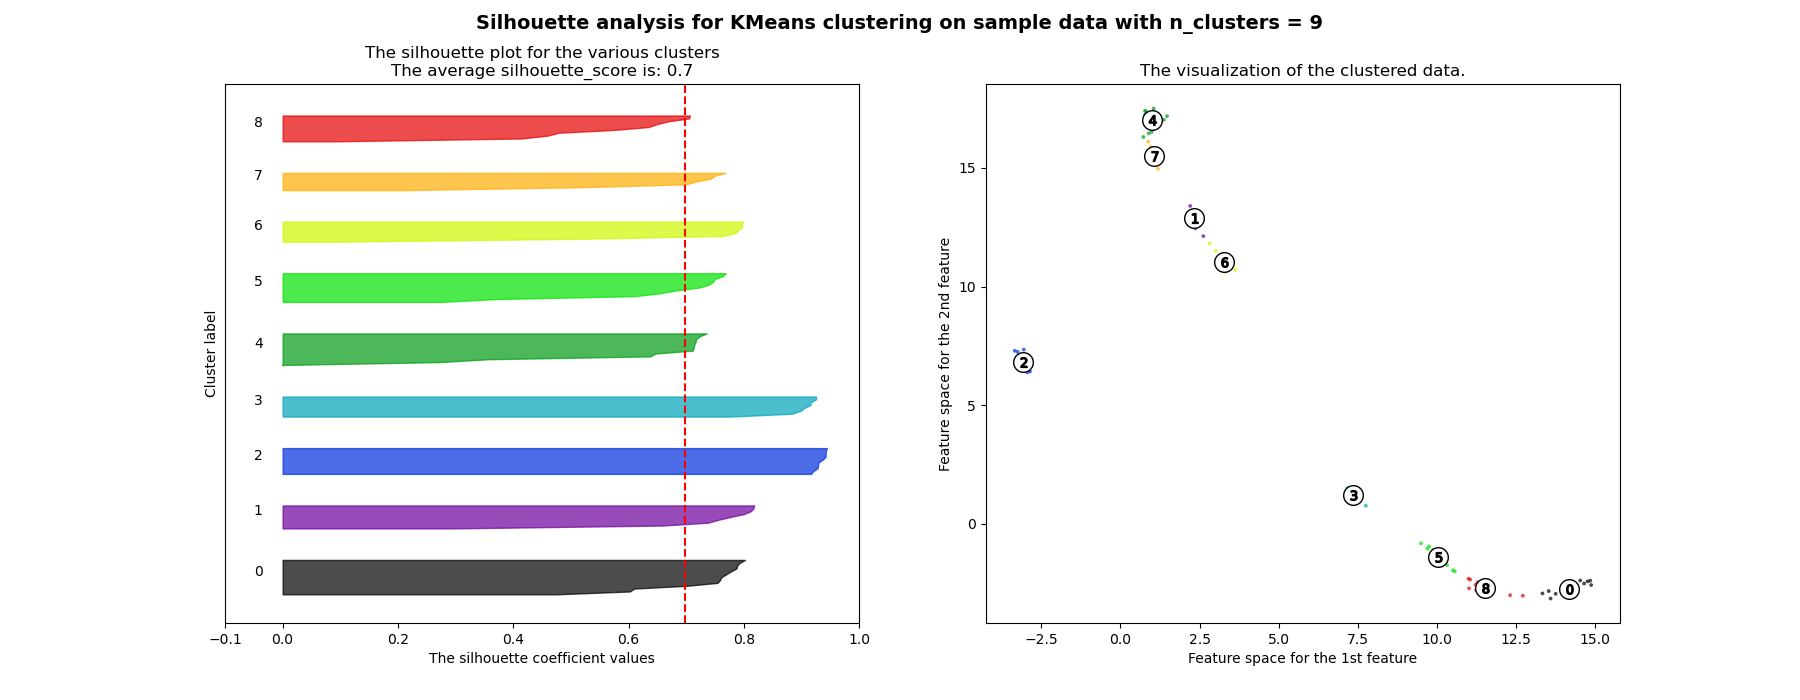 Silhouette analysis for KMeans clustering on sample data with n_clusters = 9
The silhouette plot for the various clusters
The average silhouette_score is: 0.7
Cluster label
8
7
6
5
4
3
2
1
0
−0.1 0.0 0.2 0.4 0.6 0.8 1.0
The silhouette coefficient values
The visualization of the clustered data.
Feature space for the 2nd feature
15
10
5
0
4
7
1
6
2
3
5
8
0
−2.5 0.0 2.5 5.0 7.5 10.0 12.5 15.0
Feature space for the 1st feature